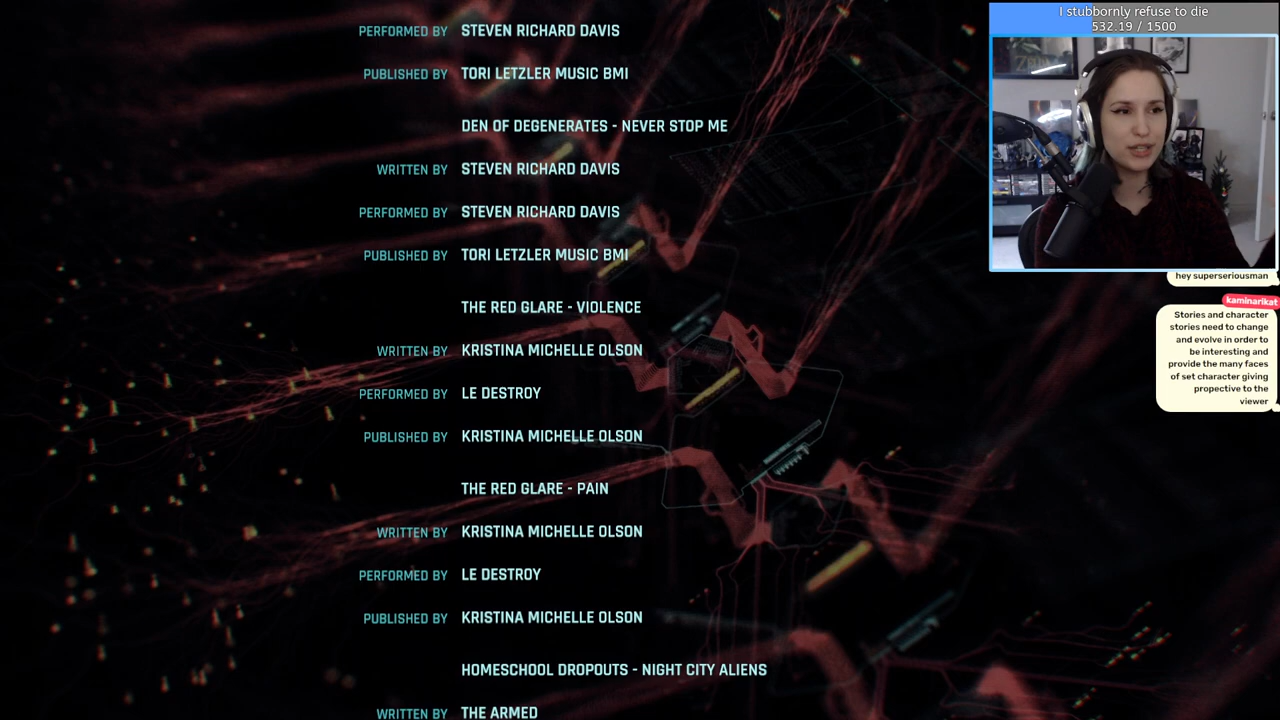 PERFORMED BY STEVEN RICHARD DAVIS
PUBLISHED BY TORI LETZLER MUSIC BMI
DEN OF DEGENERATES - NEVER STOP ME
WRITTEN BY STEVEN RICHARD DAVIS
PERFORMED BY STEVEN RICHARD DAVIS
PUBLISHED BY TORI LETZLER MUSIC BMI
THE RED GLARE - VIOLENCE
WRITTEN BY KRISTINA MICHELLE OLSON
PERFORMED BY LE DESTROY
PUBLISHED BY KRISTINA MICHELLE OLSON
THE RED GLARE - PAIN
WRITTEN BY KRISTINA MICHELLE OLSON
PERFORMED BY LE DESTROY
PUBLISHED BY KRISTINA MICHELLE OLSON
HOMESCHOOL DROPOUTS - NIGHT CITY ALIENS
WRITTEN BY THE ARMED
I stubbornly refuse to die
532.19 / 1500
hey superseriousman
kaminarikat
Stories and character
stories need to change
and evolve in order to
be interesting and
provide the many faces
of set character giving
propective to the
viewer